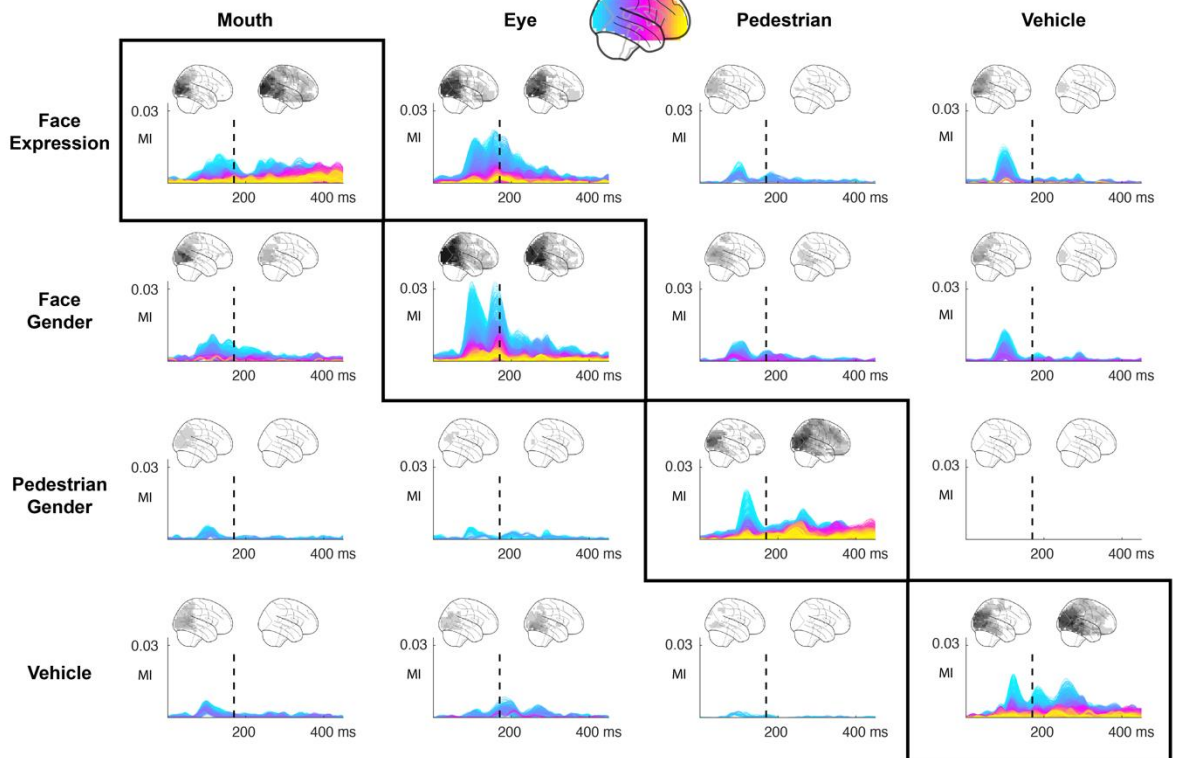 Mouth Eye Pedestrian Vehicle
Face
Expression
0.03 0.03 0.03 0.03
MI MI MI MI
200 400 ms 200 400 ms 200 400 ms 200 400 ms
Face
Gender
0.03 0.03 0.03 0.03
MI MI MI MI
200 400 ms 200 400 ms 200 400 ms 200 400 ms
Pedestrian
Gender
0.03 0.03 0.03 0.03
MI MI MI MI
200 400 ms 200 400 ms 200 400 ms 200 400 ms
Vehicle
0.03 0.03 0.03 0.03
MI MI MI MI
200 400 ms 200 400 ms 200 400 ms 200 400 ms